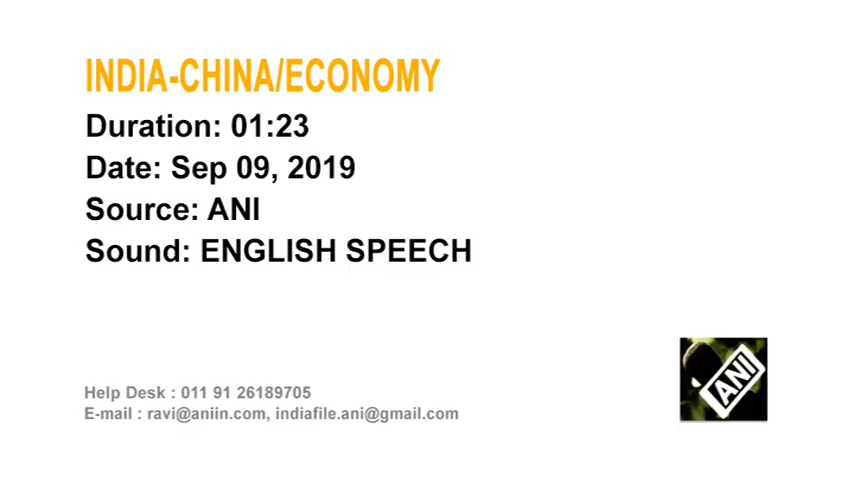 INDIA-CHINA/ECONOMY
Duration: 01:23
Date: Sep 09, 2019
Source: ANI
Sound: ENGLISH SPEECH
ANI
Help Desk : 011 91 26189705
E-mail : ravi@aniin.com, indiafile.ani@gmail.com